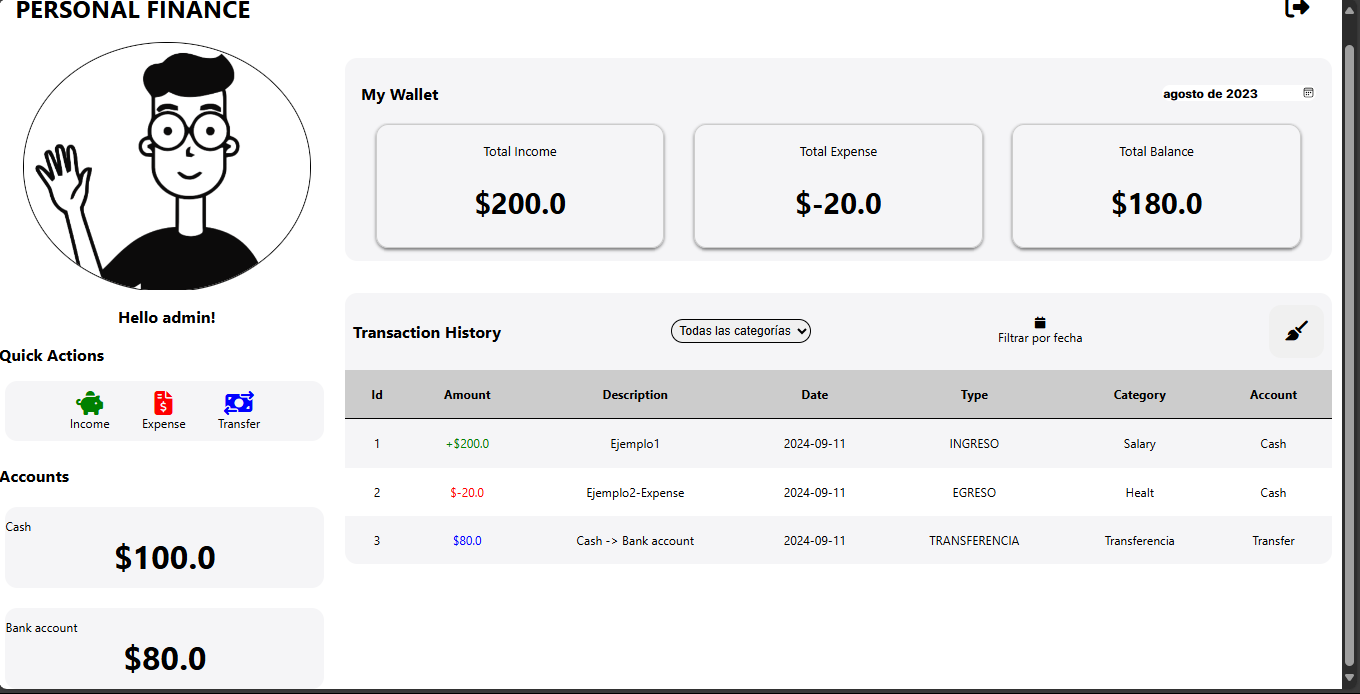 PERSONAL FINANCE
Hello admin!
Quick Actions
Income Expense Transfer
Accounts
Cash
$100.0
Bank account
$80.0
My Wallet agosto de 2023
Total Income Total Expense Total Balance
$200.0 $-20.0 $180.0
Transaction History Todas las categorías Filtrar por fecha
Id Amount Description Date Type Category Account
1 +$200.0 Ejemplo1 2024-09-11 INGRESO Salary Cash
2 $-20.0 Ejemplo2-Expense 2024-09-11 EGRESO Healt Cash
3 $80.0 Cash -> Bank account 2024-09-11 TRANSFERENCIA Transferencia Transfer